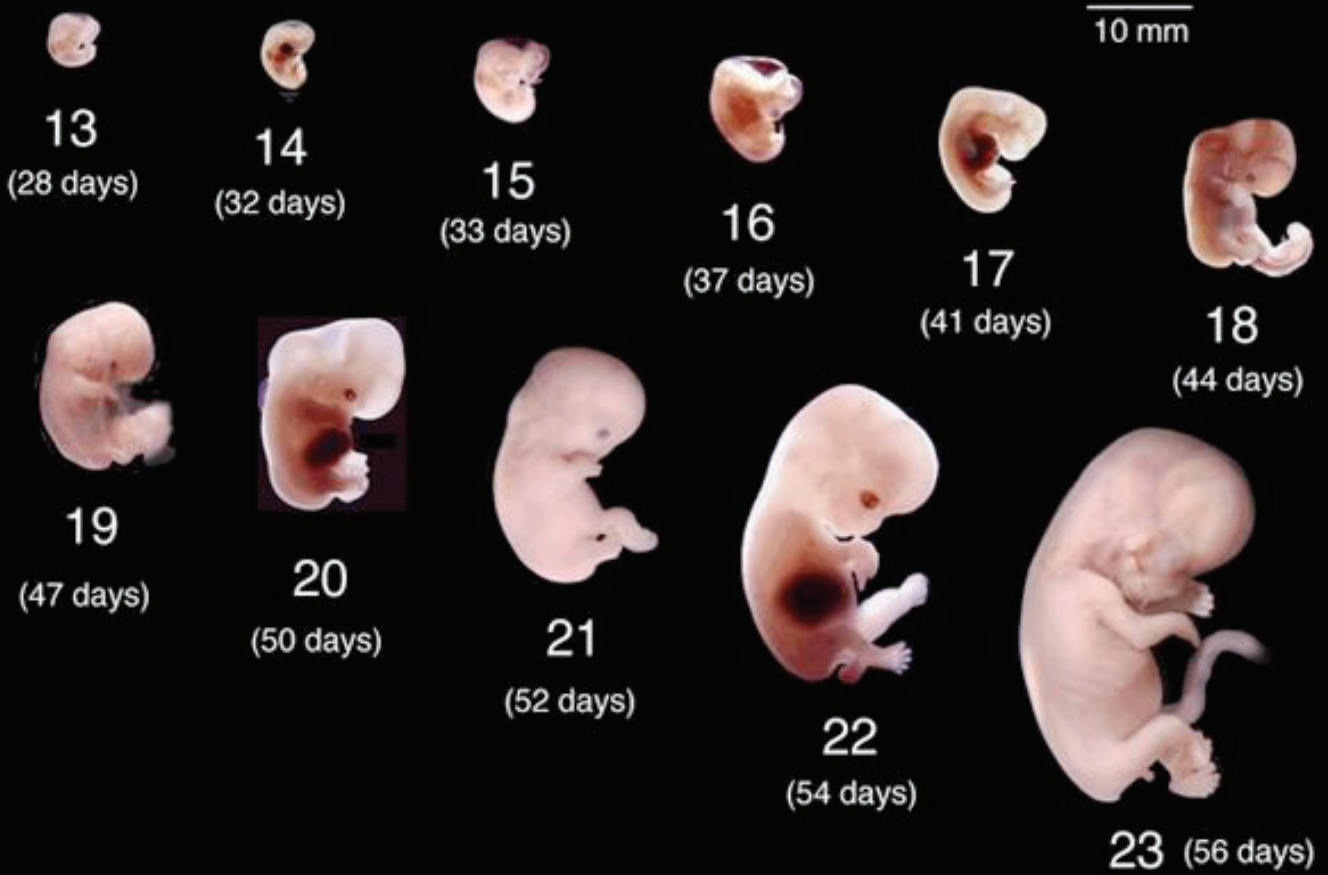 10 mm
13
(28 days)
14
(32 days)
15
(33 days)
16
(37 days)
17
(41 days)
18
(44 days)
19
(47 days)
20
(50 days)
21
(52 days)
22
(54 days)
23 (56 days)